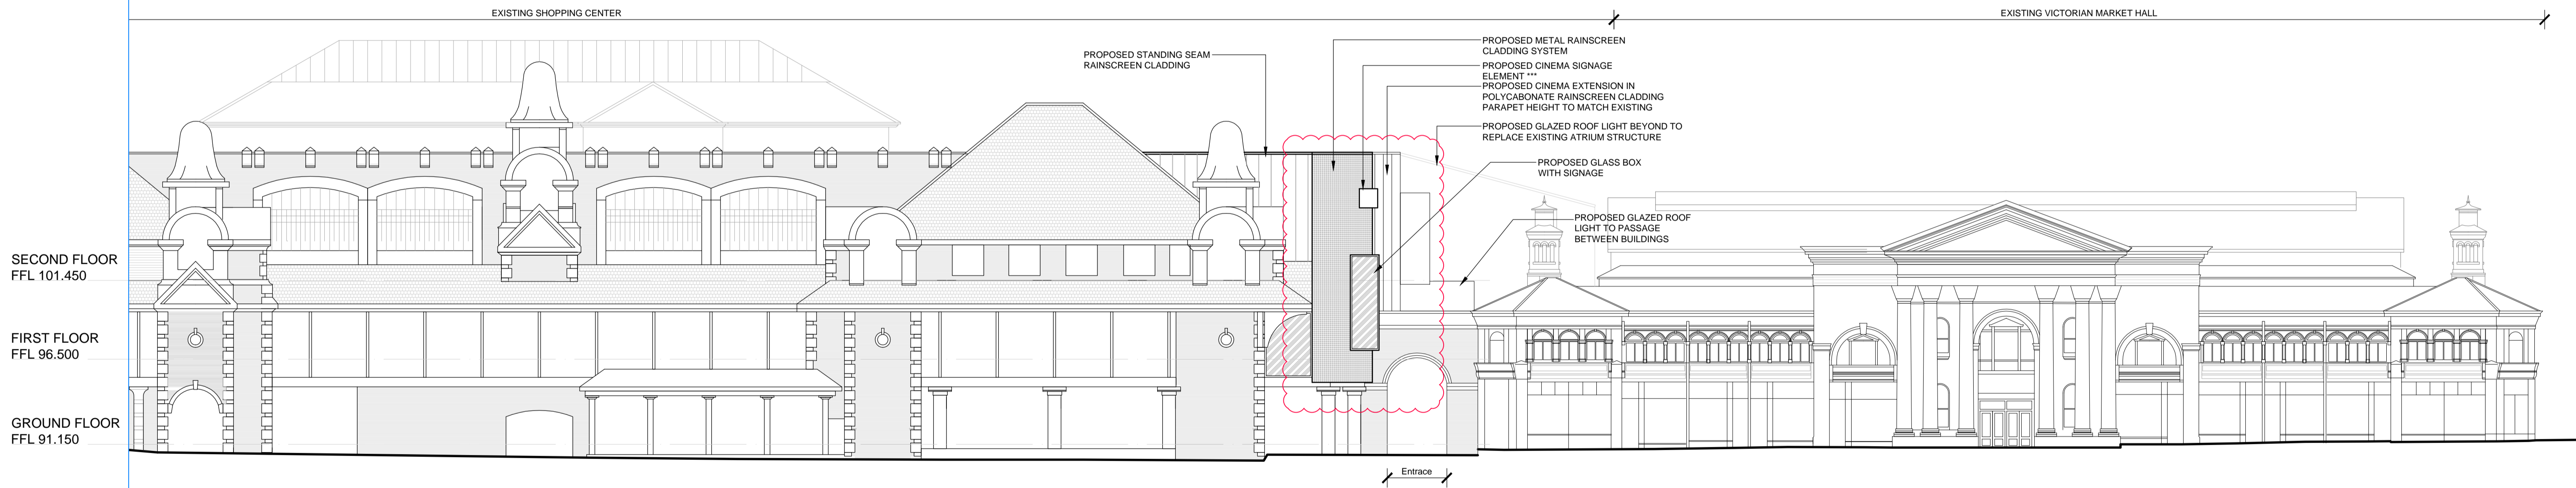 EXISTING SHOPPING CENTER
EXISTING VICTORIAN MARKET HALL
PROPOSED STANDING SEAM
RAINSCREEN CLADDING
PROPOSED METAL RAINSCREEN
CLADDING SYSTEM
PROPOSED CINEMA SIGNAGE
ELEMENT ***
PROPOSED CINEMA EXTENSION IN
POLYCABONATE RAINSCREEN CLADDING
PARAPET HEIGHT TO MATCH EXISTING
PROPOSED GLAZED ROOF LIGHT BEYOND TO
REPLACE EXISTING ATRIUM STRUCTURE
PROPOSED GLASS BOX
WITH SIGNAGE
PROPOSED GLAZED ROOF
LIGHT TO PASSAGE
BETWEEN BUILDINGS
SECOND FLOOR
FFL 101.450
FIRST FLOOR
FFL 96.500
GROUND FLOOR
FFL 91.150
Entrace